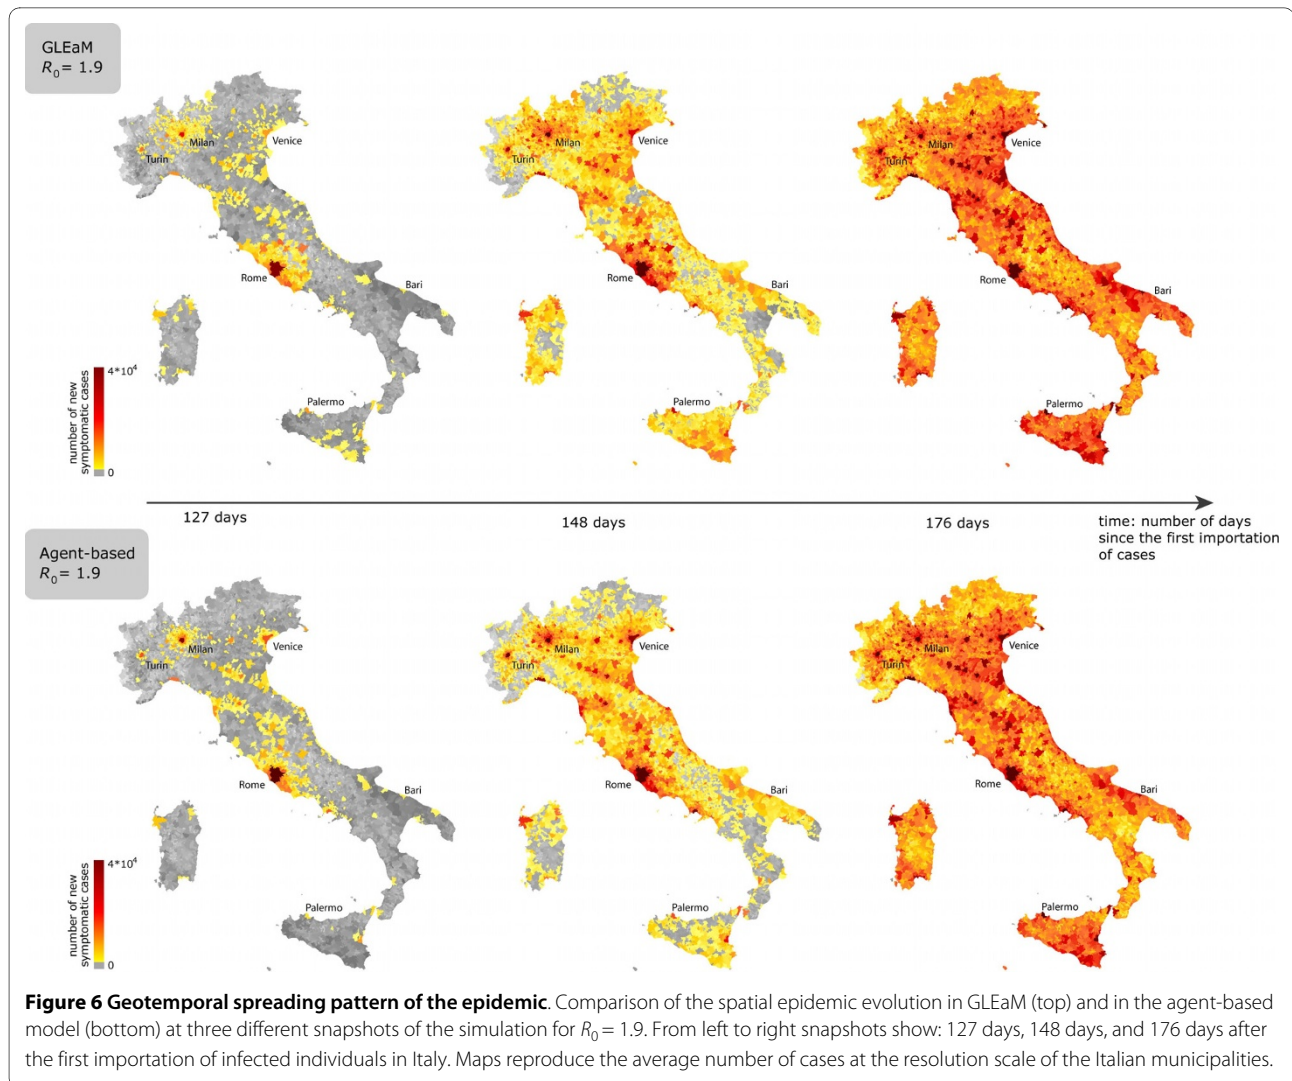 GLEaM
R0 = 1.9
Turin
Milan
Venice
Rome
Bari
Palermo
number of new
symptomatic cases
4*10^4
0
Turin
Milan
Venice
Rome
Palermo
Turin
Milan
Venice
Rome
Bari
Palermo
127 days
148 days
176 days
time: number of days
since the first importation
of cases
Agent-based
R0 = 1.9
Turin
Milan
Venice
Rome
Bari
Palermo
number of new
symptomatic cases
4*10^4
0
Turin
Milan
Venice
Rome
Palermo
Turin
Milan
Venice
Rome
Bari
Palermo
Figure 6 Geotemporal spreading pattern of the epidemic. Comparison of the spatial epidemic evolution in GLEaM (top) and in the agent-based
model (bottom) at three different snapshots of the simulation for R0 = 1.9. From left to right snapshots show: 127 days, 148 days, and 176 days after
the first importation of infected individuals in Italy. Maps reproduce the average number of cases at the resolution scale of the Italian municipalities.